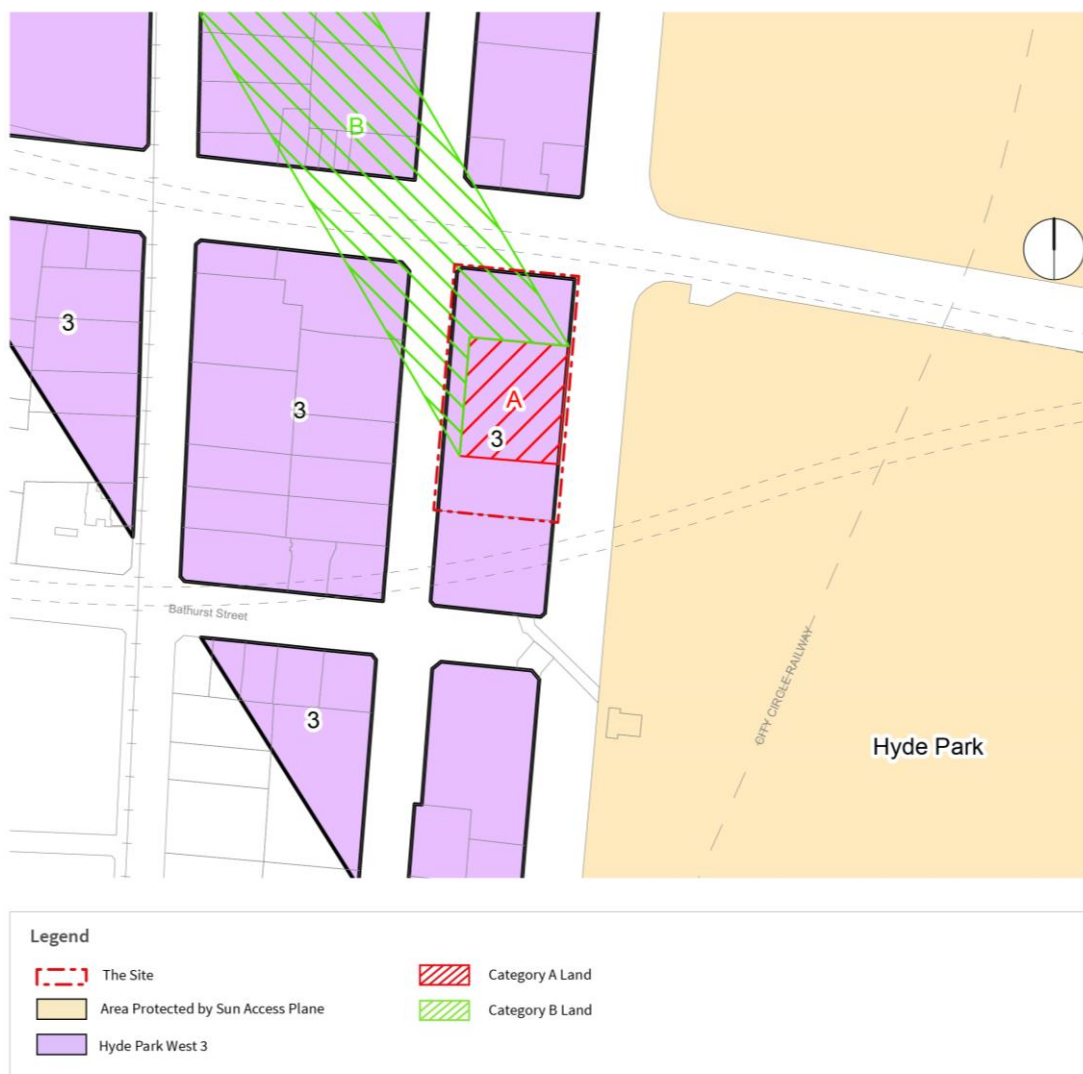 B
3
3
A
3
Bathurst Street
CITY CIRCLE RAILWAY
3
Hyde Park
Legend
The Site
Category A Land
Area Protected by Sun Access Plane
Category B Land
Hyde Park West 3